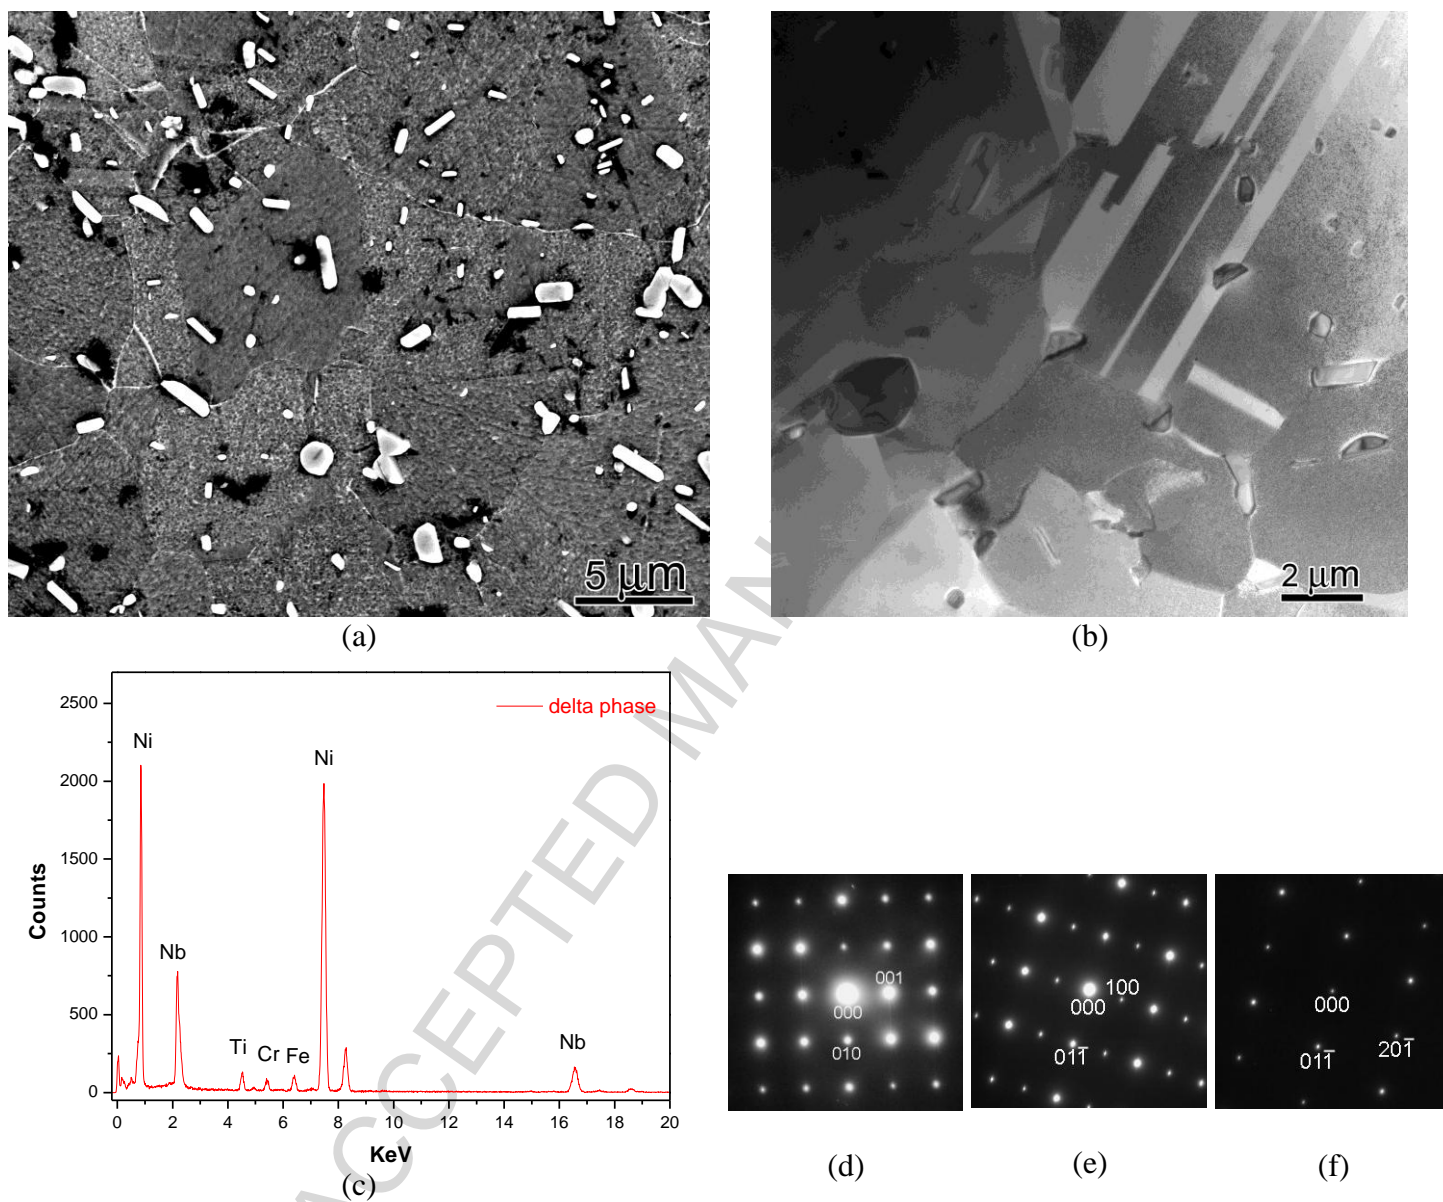 5 μm
2 μm
(a)
(b)
2500
2000
1500
1000
500
0
Counts
delta phase
Ni
Nb
Ti
Cr
Fe
Ni
Nb
0 2 4 6 8 10 12 14 16 18 20
KeV
(c)
001
000
010
100
000
011̅
000
011̅
201̅
(d)
(e)
(f)
ACCEPTED MAN